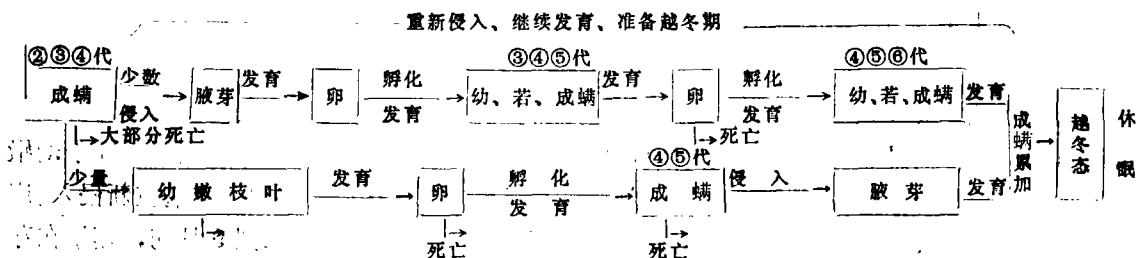 重新侵入、继续发育、准备越冬期
②③④代 ③④⑤代 ④⑤⑥代
成螨 少数 侵入 腋芽 发育 卵 孵化 发育 幼、若、成螨 发育 卵 孵化 发育 幼、若、成螨 发育
大部分死亡 死亡
成螨累加 越冬态 休眠
④⑤代
少量 幼嫩枝叶 发育 卵 孵化 发育 成螨 侵入 腋芽 发育
死亡 死亡